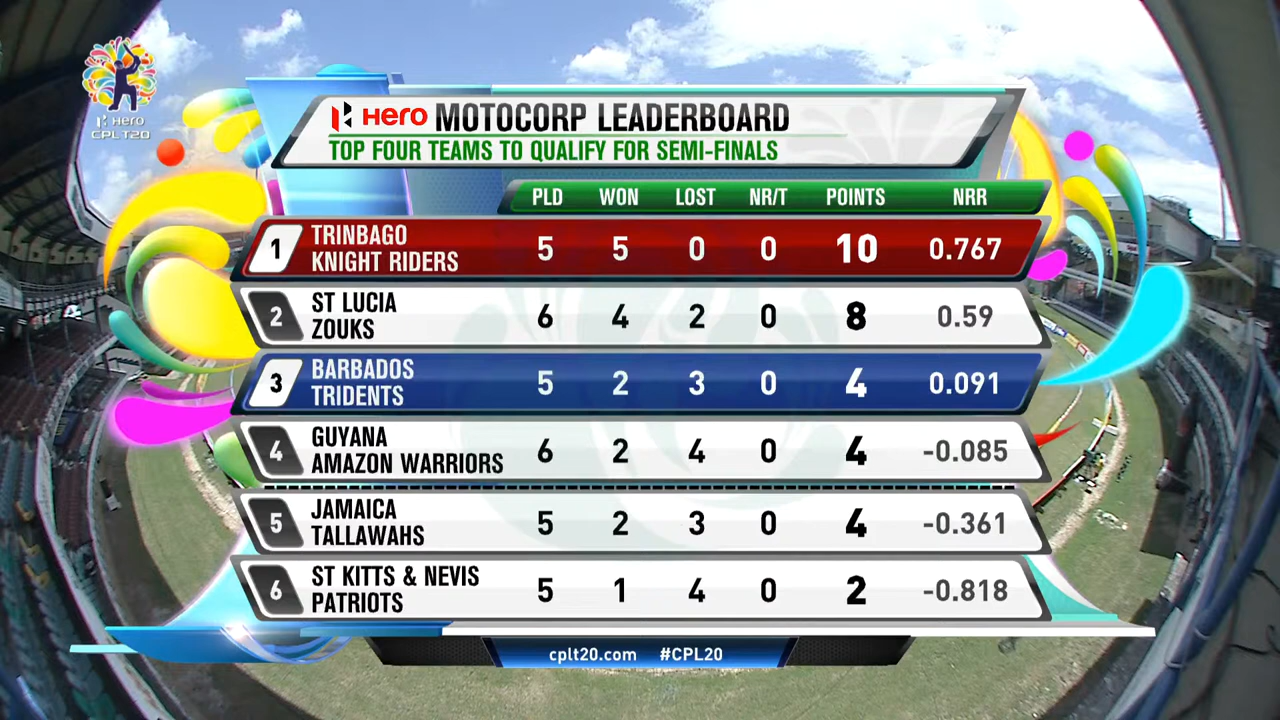 HERO
CPL T20
HERO MOTOCORP LEADERBOARD
TOP FOUR TEAMS TO QUALIFY FOR SEMI-FINALS
PLD WON LOST NR/T POINTS NRR
1 TRINBAGO KNIGHT RIDERS 5 5 0 0 10 0.767
2 ST LUCIA ZOUKS 6 4 2 0 8 0.59
3 BARBADOS TRIDENTS 5 2 3 0 4 0.091
4 GUYANA AMAZON WARRIORS 6 2 4 0 4 -0.085
5 JAMAICA TALLAWAHS 5 2 3 0 4 -0.361
6 ST KITTS & NEVIS PATRIOTS 5 1 4 0 2 -0.818
cplt20.com #CPL20